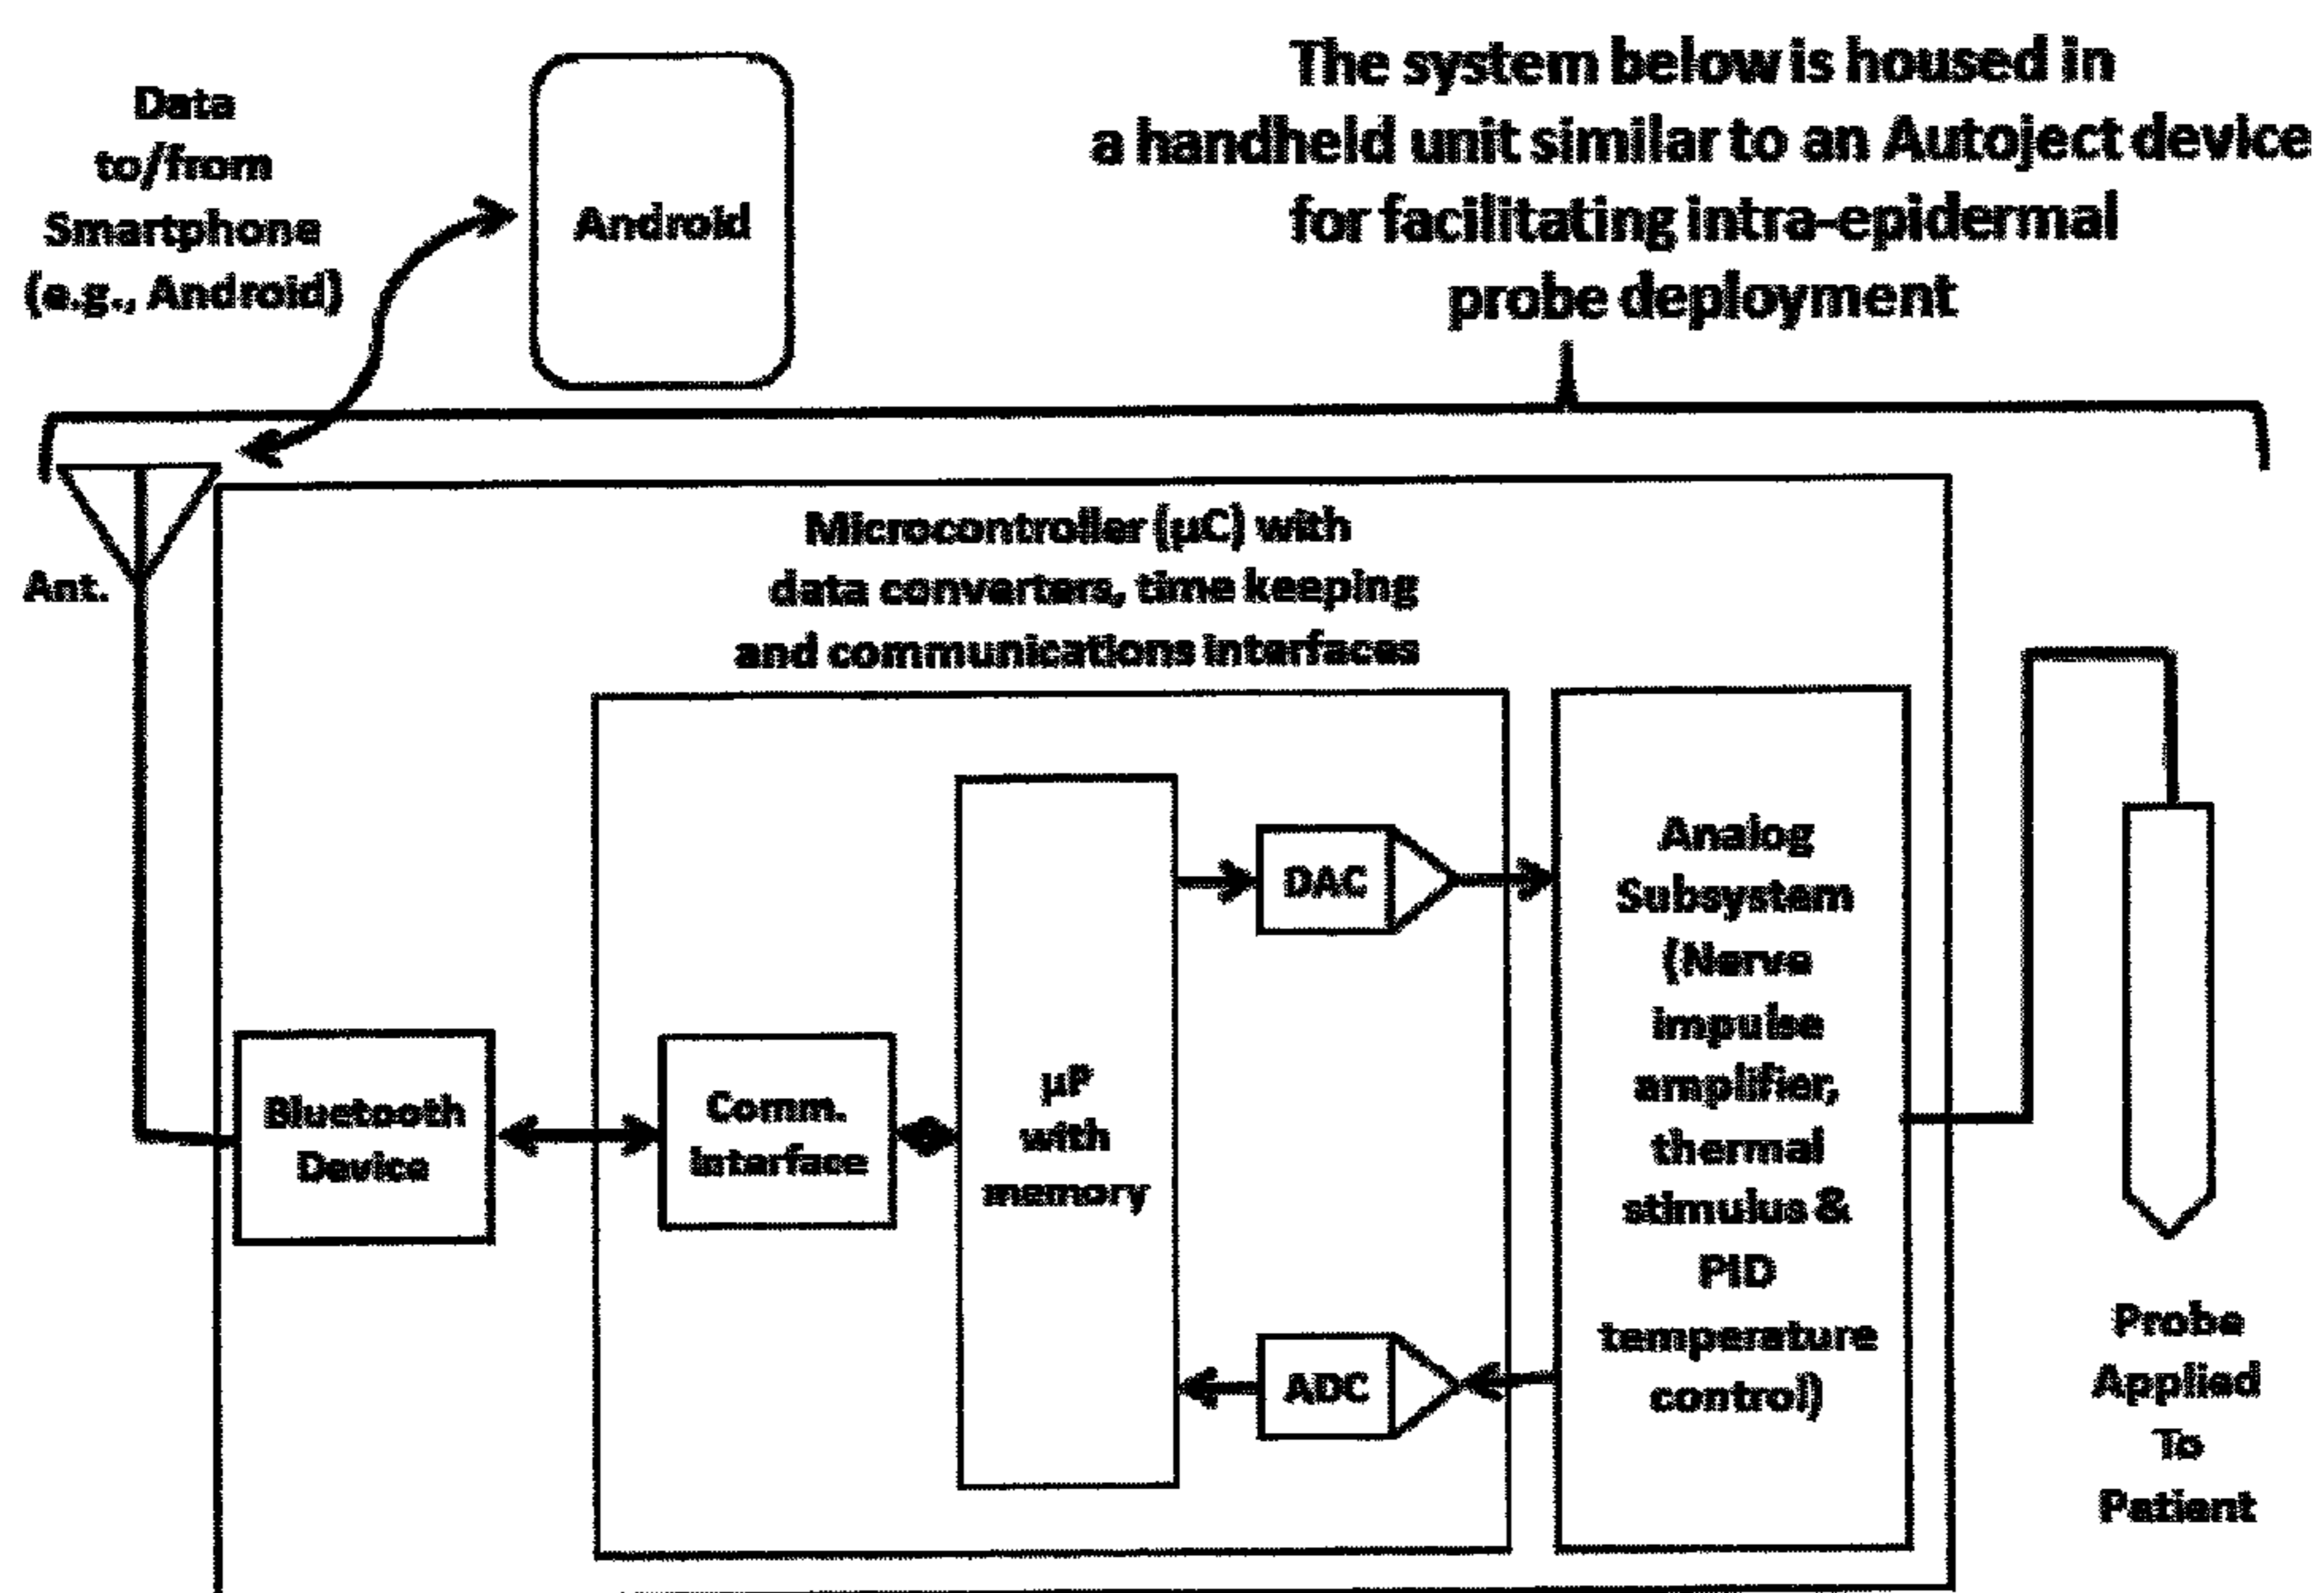 Data
to/from
Smartphone
(e.g., Android)
Android
The system below is housed in
a handheld unit similar to an Autoject device
for facilitating intra-epidermal
probe deployment
Ant.
Microcontroller (µC) with
data converters, time keeping
and communications interfaces
Bluetooth
Device
Comm.
Interface
µP
with
memory
DAC
ADC
Analog
Subsystem
(Nerve
impulse
amplifier,
thermal
stimulus &
PID
temperature
control)
Probe
Applied
To
Patient